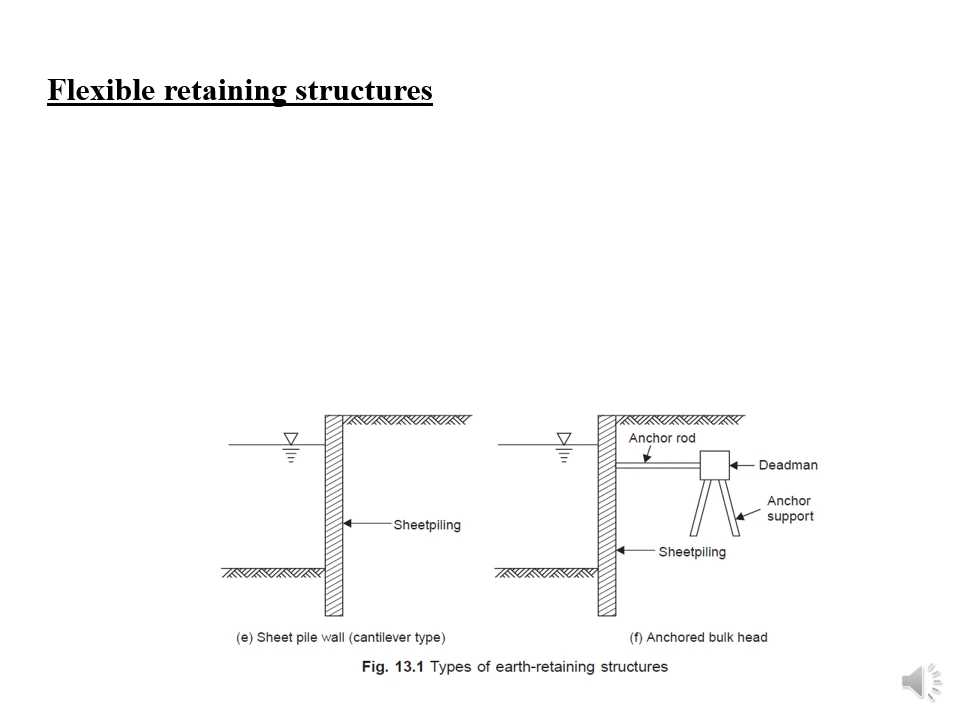 Flexible retaining structures
Anchor rod
Deadman
Anchor
support
Sheetpiling
Sheetpiling
(e) Sheet pile wall (cantilever type)
(f) Anchored bulk head
Fig. 13.1 Types of earth-retaining structures